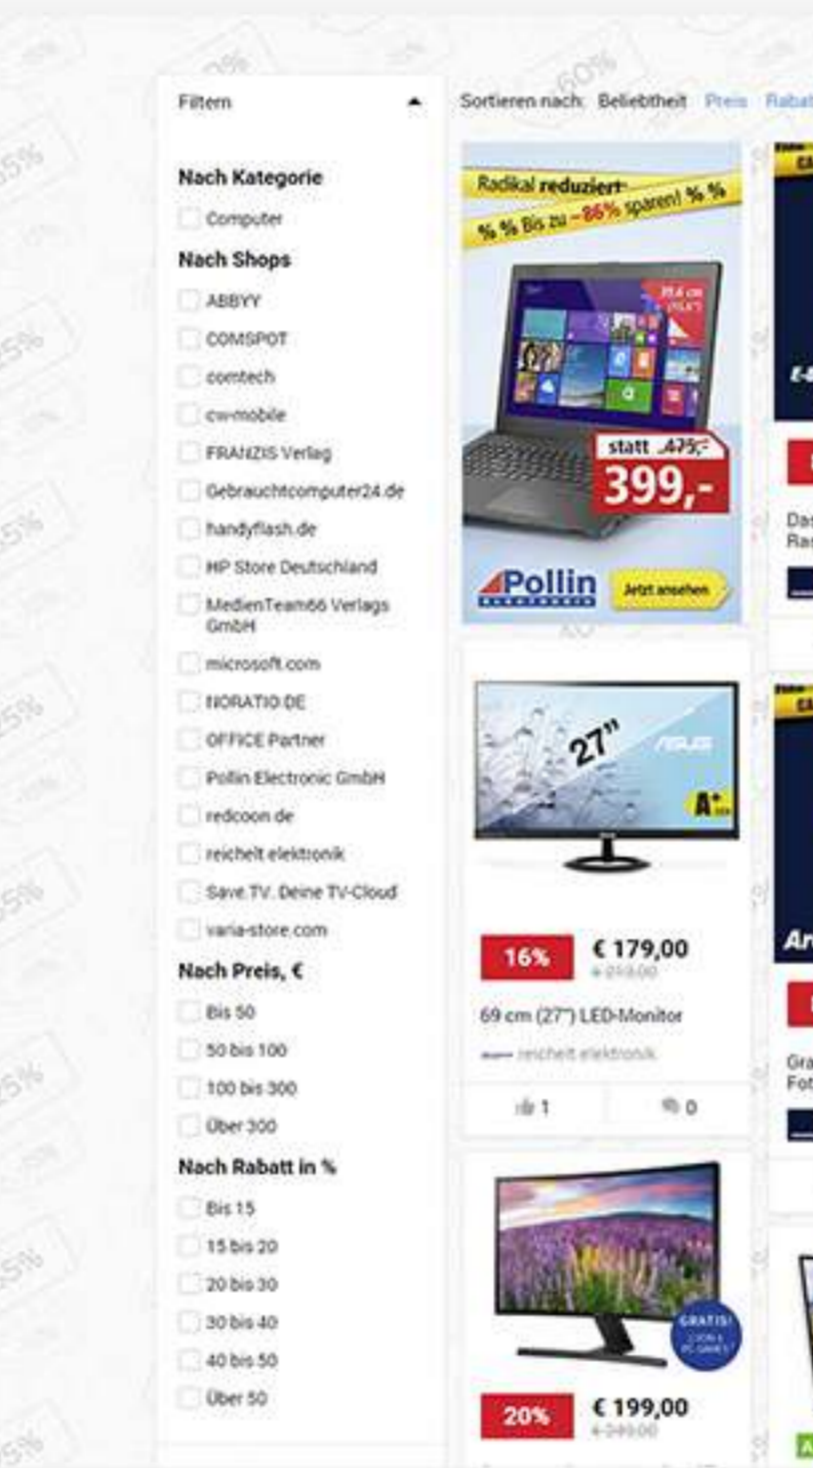 Filtern
Sortieren nach: Beliebtheit Preis
Nach Kategorie
Computer
Nach Shops
ABBYY
COMSPOT
comtech
cw-mobile
FRANZIS Verlag
Gebrauchtcomputer24.de
handyflash.de
HP Store Deutschland
MedienTeam66 Verlags
GmbH
microsoft.com
NORATIO.DE
OFFICE Partner
Pollin Electronic GmbH
redcoon.de
reichelt elektronik
Save.TV. Deine TV-Cloud
varia-store.com
Nach Preis, €
Bis 50
50 bis 100
100 bis 300
Über 300
Nach Rabatt in %
Bis 15
15 bis 20
20 bis 30
30 bis 40
40 bis 50
Über 50
Radikal reduziert
% % Bis zu -86% sparen! % %
statt 479,-
399,-
Pollin
ELECTRONIC
Jetzt ansehen
27"
ASUS
A+
16% € 179,00
69 cm (27") LED-Monitor
reichelt elektronik
1
0
GRATIS!
20% € 199,00